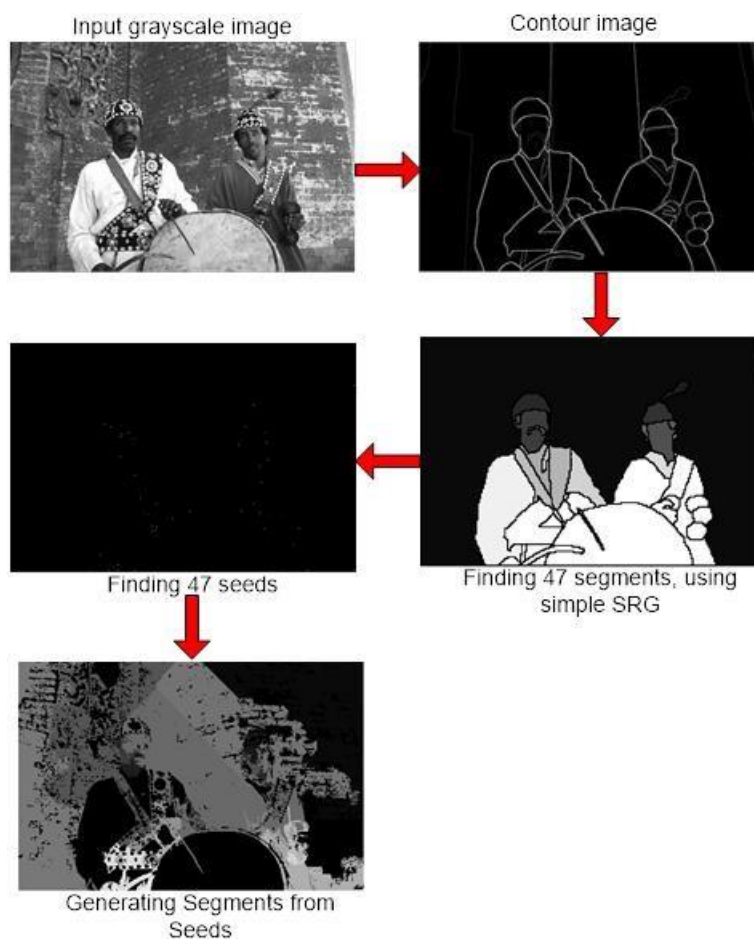 Input grayscale image
Contour image
Finding 47 segments, using
simple SRG
Finding 47 seeds
Generating Segments from
Seeds